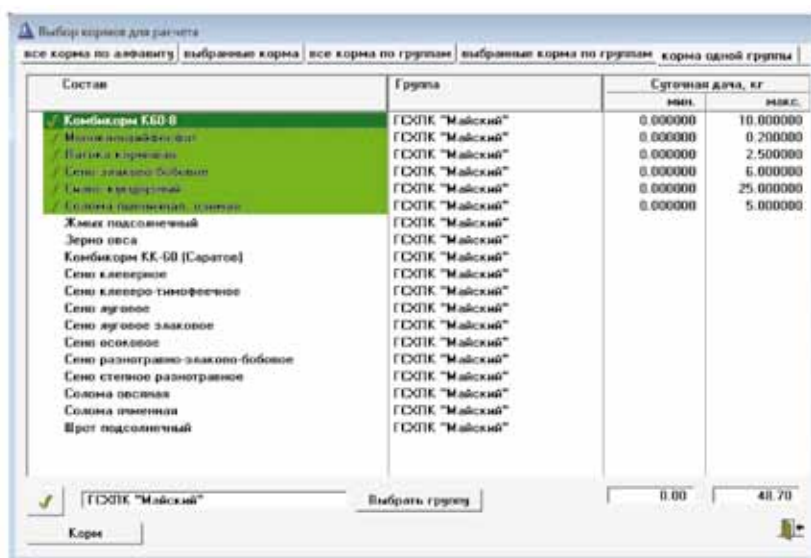 Выбор кормов для расчета
все корма по алфавиту выбранные корма все корма по группам выбранные корма по группам корма одной группы
Состав Группа Суточная дача, кг
мин. макс.
Комбикорм К60-8 ГСХПК "Майский" 0.000000 10.000000
Монокальцийфосфат ГСХПК "Майский" 0.000000 0.200000
Патока кормовая ГСХПК "Майский" 0.000000 2.500000
Сено злаково-бобовое ГСХПК "Майский" 0.000000 6.000000
Силос кукурузный ГСХПК "Майский" 0.000000 25.000000
Солома пшеничная, озимая ГСХПК "Майский" 0.000000 5.000000
Жмых подсолнечный ГСХПК "Майский"
Зерно овса ГСХПК "Майский"
Комбикорм КК-60 (Саратов) ГСХПК "Майский"
Сено клеверное ГСХПК "Майский"
Сено клеверо-тимофеечное ГСХПК "Майский"
Сено луговое ГСХПК "Майский"
Сено луговое злаковое ГСХПК "Майский"
Сено осоковое ГСХПК "Майский"
Сено разнотравно-злаково-бобовое ГСХПК "Майский"
Сено степное разнотравное ГСХПК "Майский"
Солома овсяная ГСХПК "Майский"
Солома ячменная ГСХПК "Майский"
Шрот подсолнечный ГСХПК "Майский"
ГСХПК "Майский" Выбрать группу 0.00 48.70
Корм